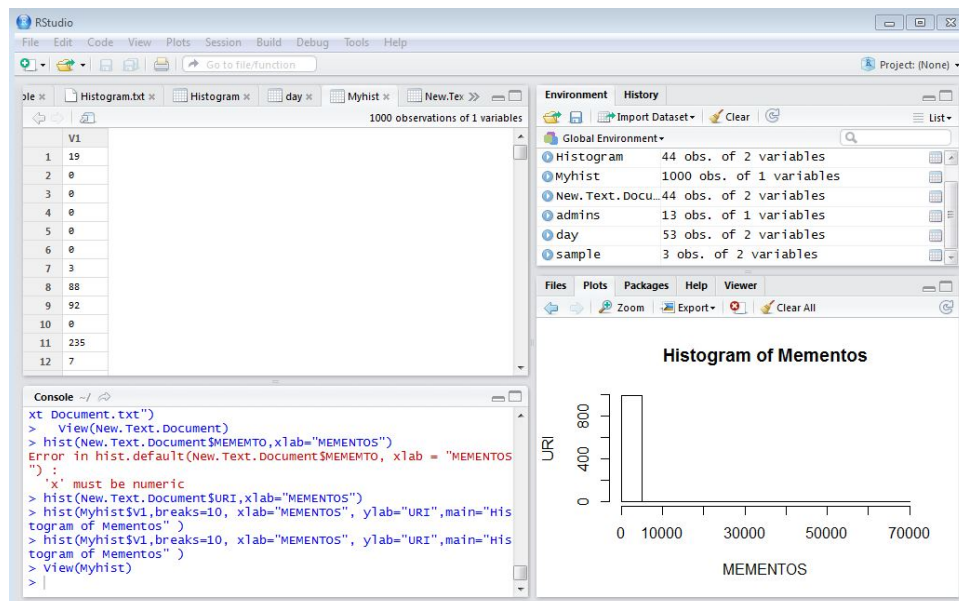 RStudio
File Edit Code View Plots Session Build Debug Tools Help
Go to file/function
Project: (None)
ole Histogram.txt Histogram day Myhist New.Tex
1000 observations of 1 variables
V1
1 19
2 0
3 0
4 0
5 0
6 0
7 3
8 88
9 92
10 0
11 235
12 7
Console ~/
xt Document.txt")
> View(New.Text.Document)
> hist(New.Text.Document$MEMEMTO,xlab="MEMENTOS")
Error in hist.default(New.Text.Document$MEMEMTO, xlab = "MEMENTOS
") :
'x' must be numeric
> hist(New.Text.Document$URI,xlab="MEMENTOS")
> hist(Myhist$V1,breaks=10, xlab="MEMENTOS", ylab="URI",main="His
togram of Mementos" )
> hist(Myhist$V1,breaks=10, xlab="MEMENTOS", ylab="URI",main="His
togram of Mementos" )
> View(Myhist)
>
Environment History
Import Dataset Clear List
Global Environment
Histogram 44 obs. of 2 variables
Myhist 1000 obs. of 1 variables
New.Text.Docu… 44 obs. of 2 variables
admins 13 obs. of 1 variable
day 53 obs. of 2 variables
sample 3 obs. of 2 variables
Files Plots Packages Help Viewer
Zoom Export Clear All
Histogram of Mementos
URI
800
400
0
0 10000 30000 50000 70000
MEMENTOS